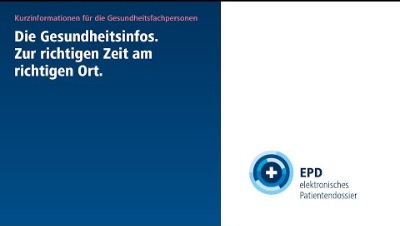 Kurzinformationen für die Gesundheitsfachpersonen
Die Gesundheitsinfos.
Zur richtigen Zeit am
richtigen Ort.
EPD
elektronisches
Patientendossier